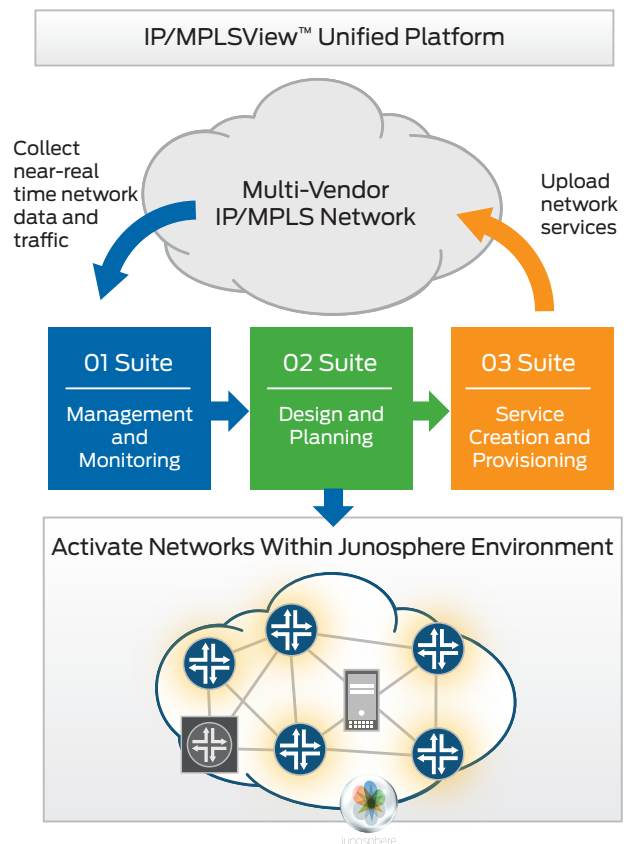 IP/MPLSView™ Unified Platform
Collect
near-real
time network
data and
traffic
Multi-Vendor
IP/MPLS Network
Upload
network
services
01 Suite
Management
and
Monitoring
02 Suite
Design and
Planning
03 Suite
Service
Creation and
Provisioning
Activate Networks Within Junosphere Environment
junosphere